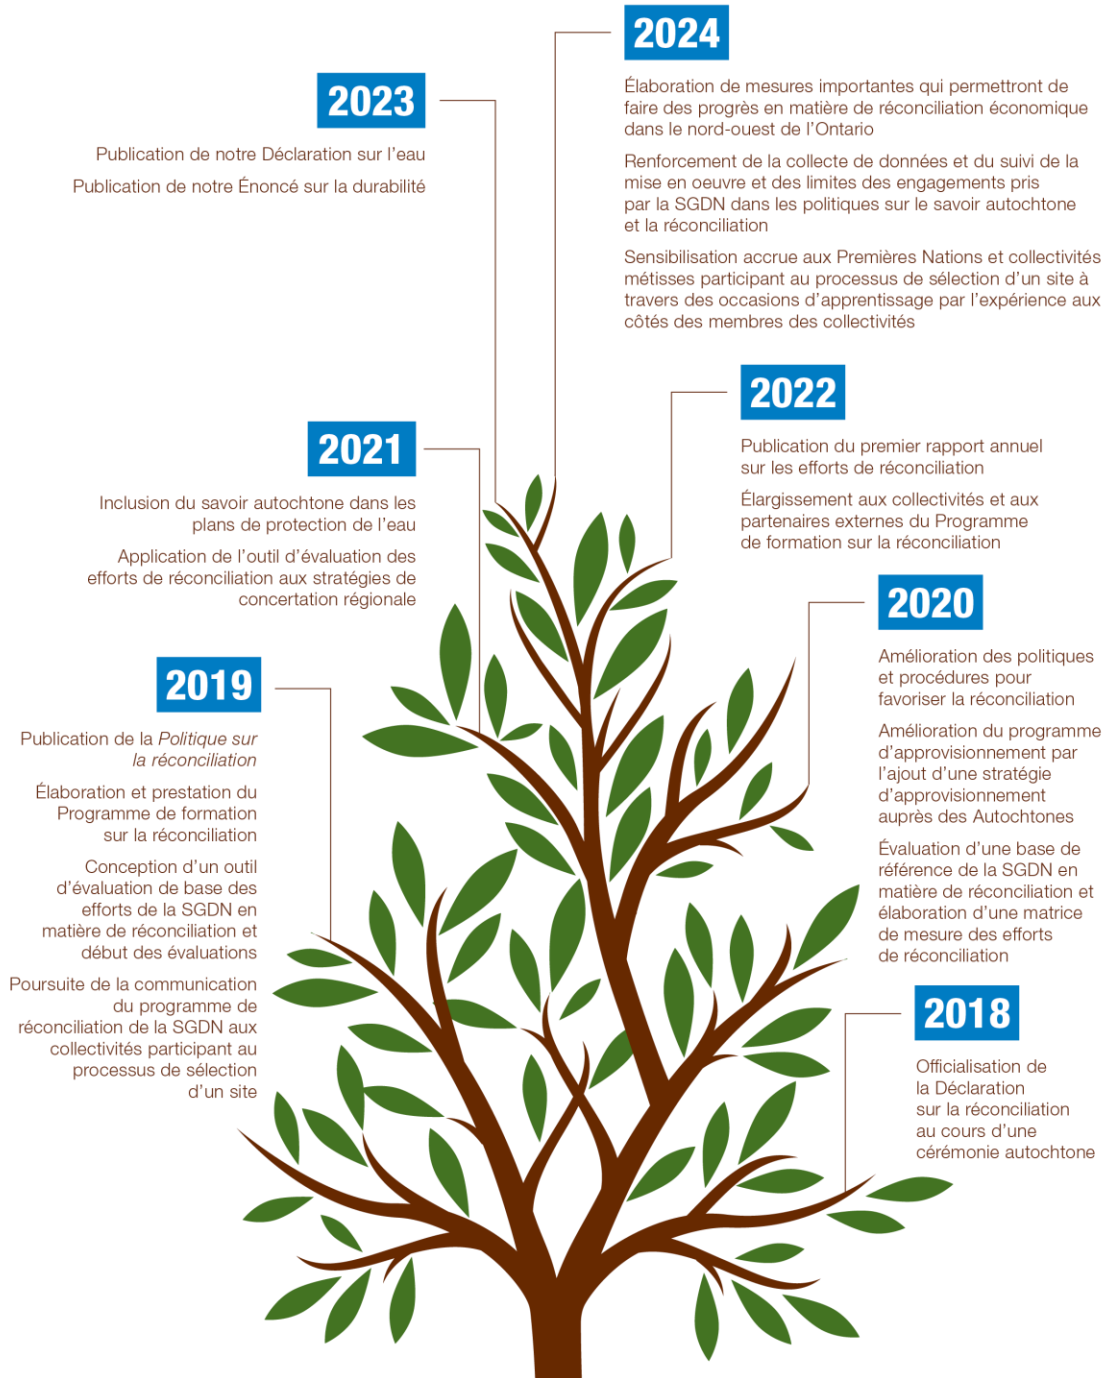 2024
Élaboration de mesures importantes qui permettront de
faire des progrès en matière de réconciliation économique
dans le nord-ouest de l'Ontario
Renforcement de la collecte de données et du suivi de la
mise en oeuvre et des limites des engagements pris
par la SGDN dans les politiques sur le savoir autochtone
et la réconciliation
Sensibilisation accrue aux Premières Nations et collectivités
métisses participant au processus de sélection d'un site à
travers des occasions d'apprentissage par l'expérience aux
côtés des membres des collectivités
2023
Publication de notre Déclaration sur l'eau
Publication de notre Énoncé sur la durabilité
2022
Publication du premier rapport annuel
sur les efforts de réconciliation
Élargissement aux collectivités et aux
partenaires externes du Programme
de formation sur la réconciliation
2021
Inclusion du savoir autochtone dans les
plans de protection de l'eau
Application de l'outil d'évaluation des
efforts de réconciliation aux stratégies de
concertation régionale
2020
Amélioration des politiques
et procédures pour
favoriser la réconciliation
Amélioration du programme
d'approvisionnement par
l'ajout d'une stratégie
d'approvisionnement
auprès des Autochtones
Évaluation d'une base de
référence de la SGDN en
matière de réconciliation et
élaboration d'une matrice
de mesure des efforts
de réconciliation
2019
Publication de la Politique sur
la réconciliation
Élaboration et prestation du
Programme de formation
sur la réconciliation
Conception d'un outil
d'évaluation de base des
efforts de la SGDN en
matière de réconciliation et
début des évaluations
Poursuite de la communication
du programme de
réconciliation de la SGDN aux
collectivités participant au
processus de sélection
d'un site
2018
Officialisation de
la Déclaration
sur la réconciliation
au cours d'une
cérémonie autochtone